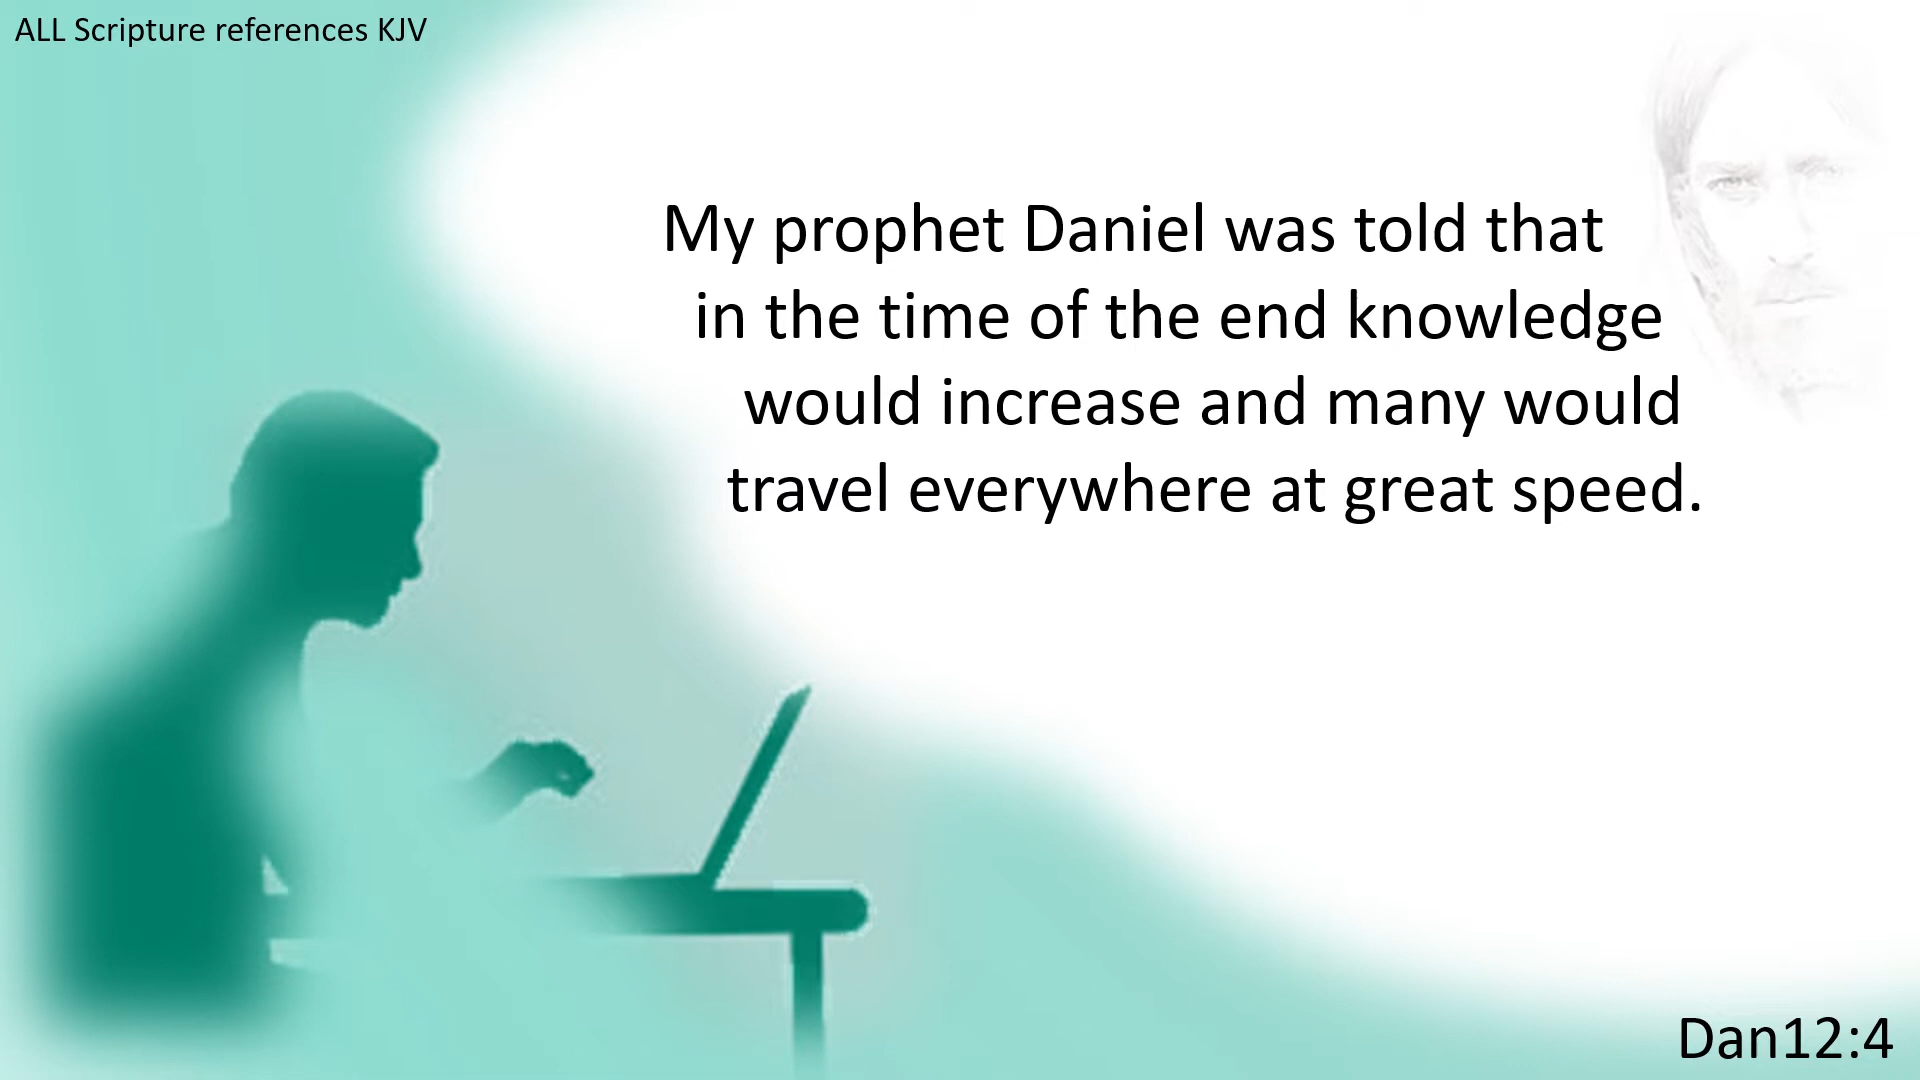 ALL Scripture references KJV
My prophet Daniel was told that
in the time of the end knowledge
would increase and many would
travel everywhere at great speed.
Dan12:4